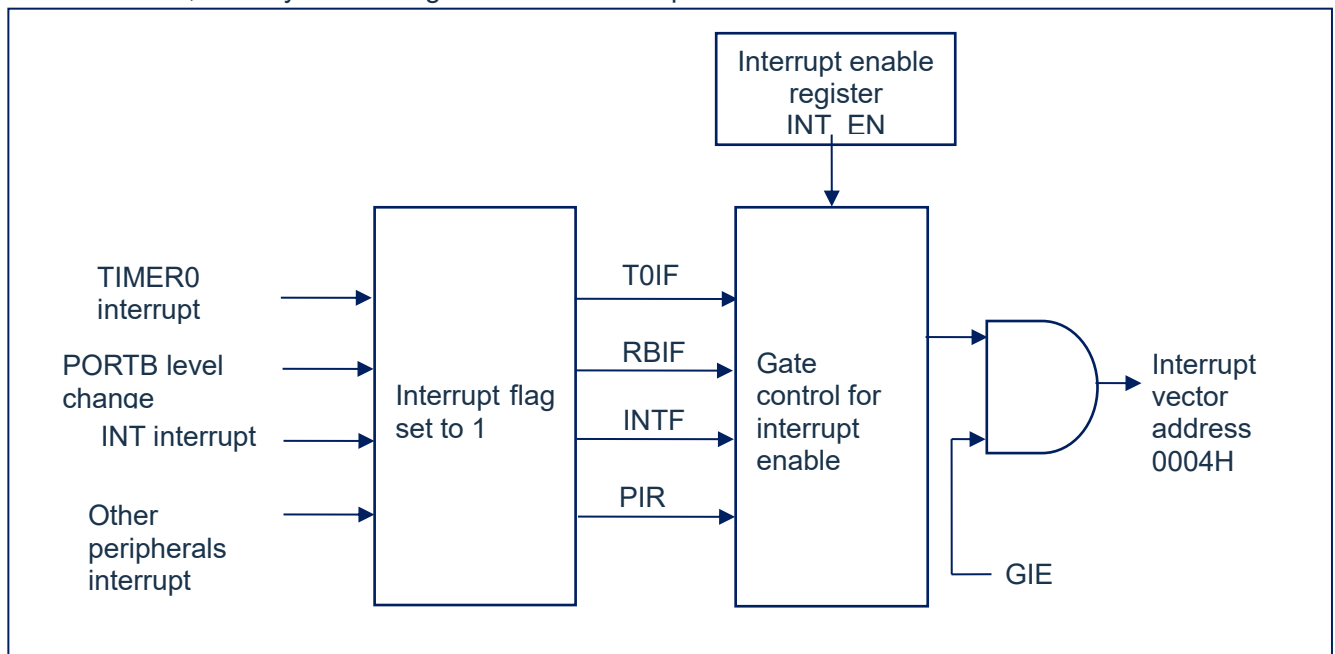 Interrupt enable
register
INT_EN
TIMER0
interrupt
PORTB level
change
INT interrupt
Other
peripherals
interrupt
Interrupt flag
set to 1
T0IF
RBIF
INTF
PIR
Gate
control for
interrupt
enable
GIE
Interrupt
vector
address
0004H